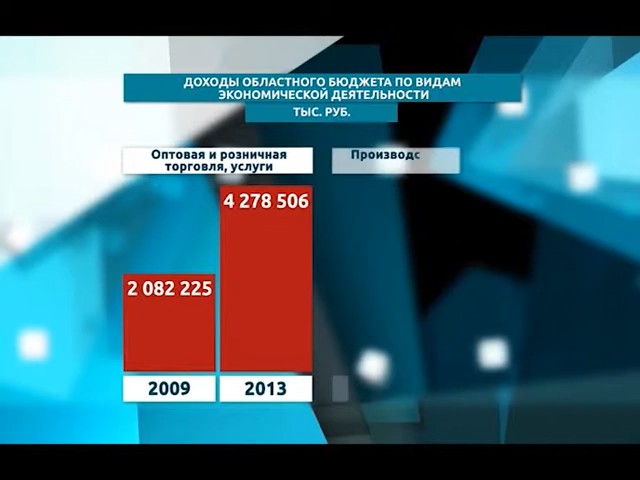 ДОХОДЫ ОБЛАСТНОГО БЮДЖЕТА ПО ВИДАМ
ЭКОНОМИЧЕСКОЙ ДЕЯТЕЛЬНОСТИ
ТЫС. РУБ.
Оптовая и розничная
торговля, услуги
Производс
4 278 506
2 082 225
2009
2013